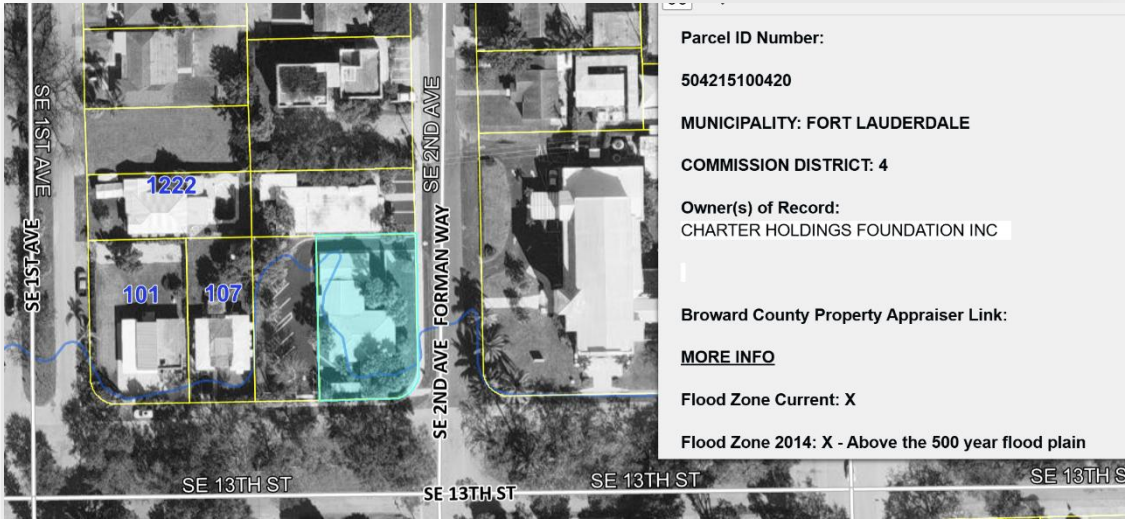 Parcel ID Number:
504215100420
MUNICIPALITY: FORT LAUDERDALE
COMMISSION DISTRICT: 4
Owner(s) of Record:
CHARTER HOLDINGS FOUNDATION INC
Broward County Property Appraiser Link:
MORE INFO
Flood Zone Current: X
Flood Zone 2014: X - Above the 500 year flood plain
SE 1ST AVE
SE 1ST AVE
1222
101
107
SE 2ND AVE
SE 2ND AVE FORMAN WAY
SE 13TH ST
SE 13TH ST
SE 13TH ST
SE 13TH S